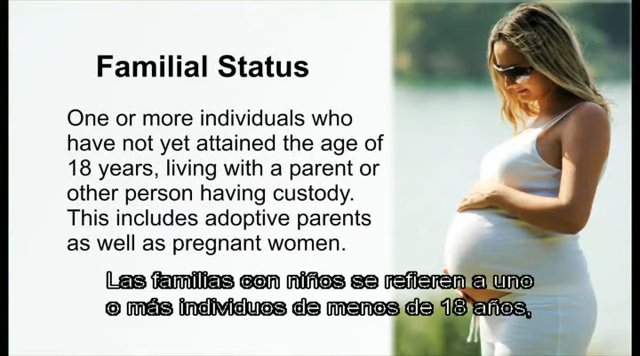 Familial Status
One or more individuals who
have not yet attained the age of
18 years, living with a parent or
other person having custody.
This includes adoptive parents
as well as pregnant women.
Las familias con niños se refieren a uno
o más individuos de menos de 18 años,